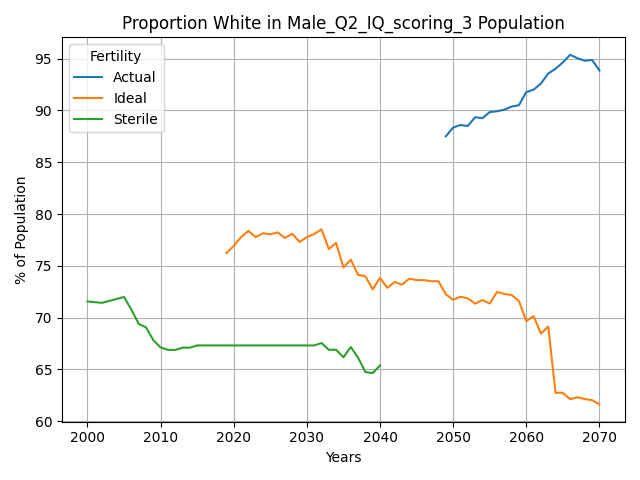 Proportion White in Male_Q2_IQ_scoring_3 Population
Fertility
Actual
Ideal
Sterile
% of Population
95
90
85
80
75
70
65
60
2000 2010 2020 2030 2040 2050 2060 2070
Years